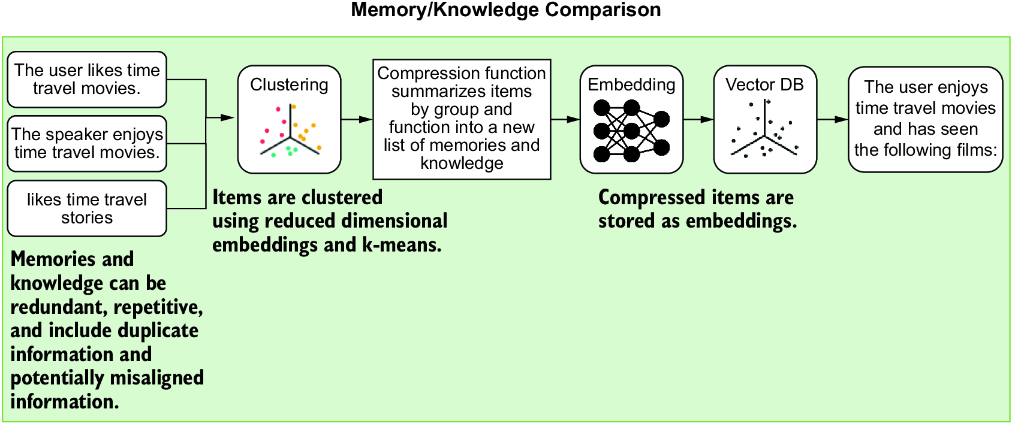 Memory/Knowledge Comparison
The user likes time
travel movies.
The speaker enjoys
time travel movies.
likes time travel
stories
Memories and
knowledge can be
redundant, repetitive,
and include duplicate
information and
potentially misaligned
information.
Clustering
Items are clustered
using reduced dimensional
embeddings and k-means.
Compression function
summarizes items
by group and
function into a new
list of memories and
knowledge
Embedding
Vector DB
Compressed items are
stored as embeddings.
The user enjoys
time travel movies
and has seen
the following films: